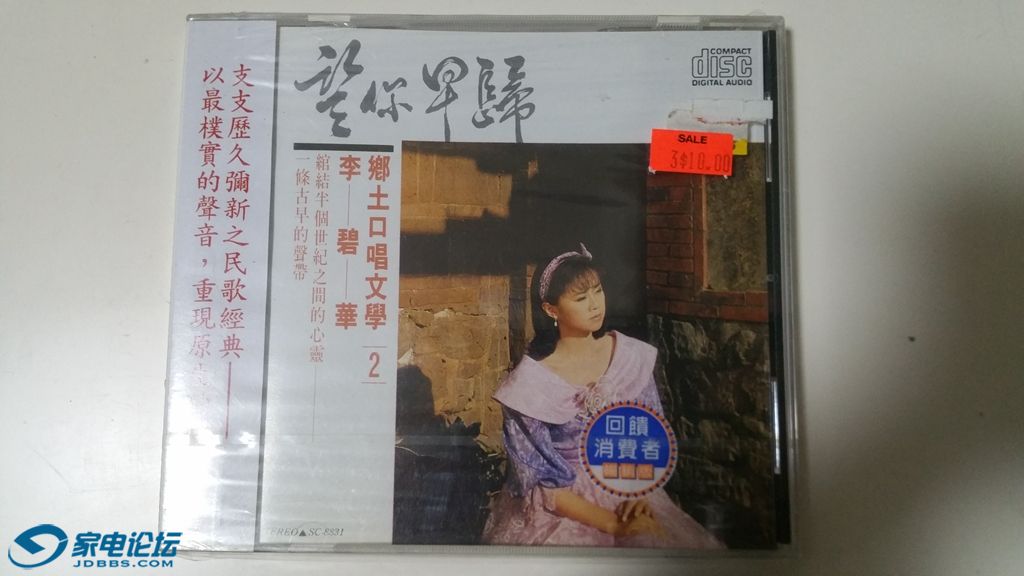 支支歷久彌新之民歌經典——
以最樸實的聲音，重現原
望你早歸
COMPACT
disc
DIGITAL AUDIO
SALE
3$10.00
鄉土口唱文學 2
李—碧—華
綰結半個世紀之間的心靈——
一條古早的聲帶
回饋
消費者
EREO▲SC-8831
家电论坛
JDBBS.COM